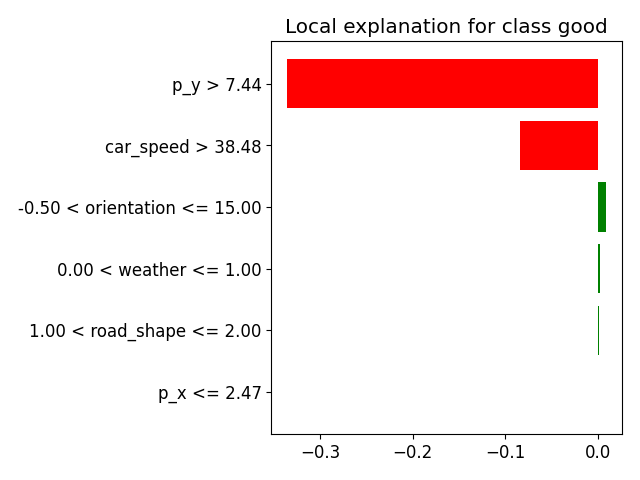 Local explanation for class good
p_y > 7.44
car_speed > 38.48
-0.50 < orientation <= 15.00
0.00 < weather <= 1.00
1.00 < road_shape <= 2.00
p_x <= 2.47
−0.3 −0.2 −0.1 0.0